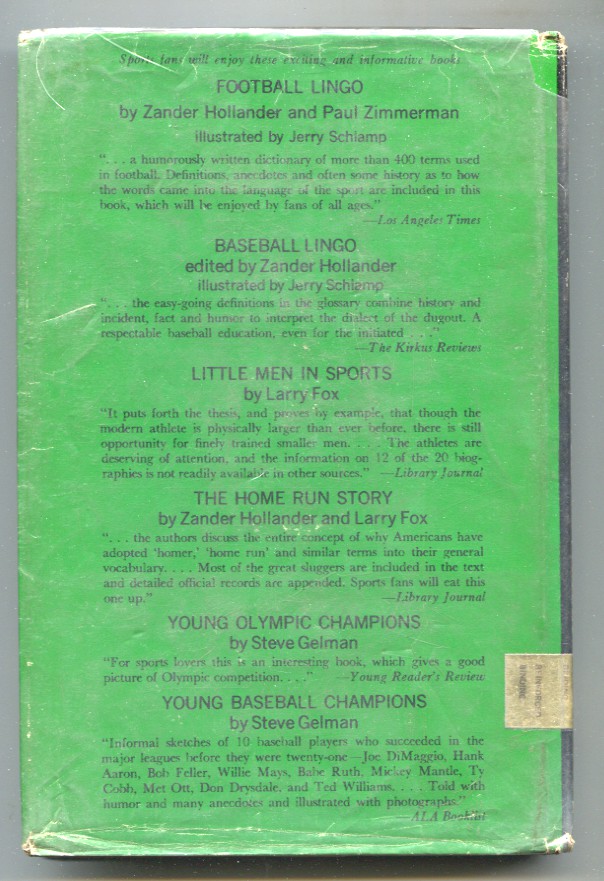 Sports fans will enjoy these exciting and informative books
FOOTBALL LINGO
by Zander Hollander and Paul Zimmerman
illustrated by Jerry Schlamp
“. . . a humorously written dictionary of more than 400 terms used
in football. Definitions, anecdotes and often some history as to how
the words came into the language of the sport are included in this
book, which will be enjoyed by fans of all ages.”
—Los Angeles Times
BASEBALL LINGO
edited by Zander Hollander
illustrated by Jerry Schlamp
“. . . the easy-going definitions in the glossary combine history and
incident, fact and humor to interpret the dialect of the dugout. A
respectable baseball education, even for the initiated . . .”
—The Kirkus Reviews
LITTLE MEN IN SPORTS
by Larry Fox
“It puts forth the thesis, and proves by example, that though the
modern athlete is physically larger than ever before, there is still
opportunity for finely trained smaller men. . . . The athletes are
deserving of attention, and the information on 12 of the 20 biog-
raphies is not readily available in other sources.” —Library Journal
THE HOME RUN STORY
by Zander Hollander and Larry Fox
“. . . the authors discuss the entire concept of why Americans have
adopted ‘homer,’ ‘home run’ and similar terms into their general
vocabulary. . . . Most of the great sluggers are included in the text
and detailed official records are appended. Sports fans will eat this
one up.” —Library Journal
YOUNG OLYMPIC CHAMPIONS
by Steve Gelman
“For sports lovers this is an interesting book, which gives a good
picture of Olympic competition. . . .” —Young Reader's Review
YOUNG BASEBALL CHAMPIONS
by Steve Gelman
“Informal sketches of 10 baseball players who succeeded in the
major leagues before they were twenty-one—Joe DiMaggio, Hank
Aaron, Bob Feller, Willie Mays, Babe Ruth, Mickey Mantle, Ty
Cobb, Met Ott, Don Drysdale, and Ted Williams. . . . Told with
humor and many anecdotes and illustrated with photographs.”
—ALA Booklist